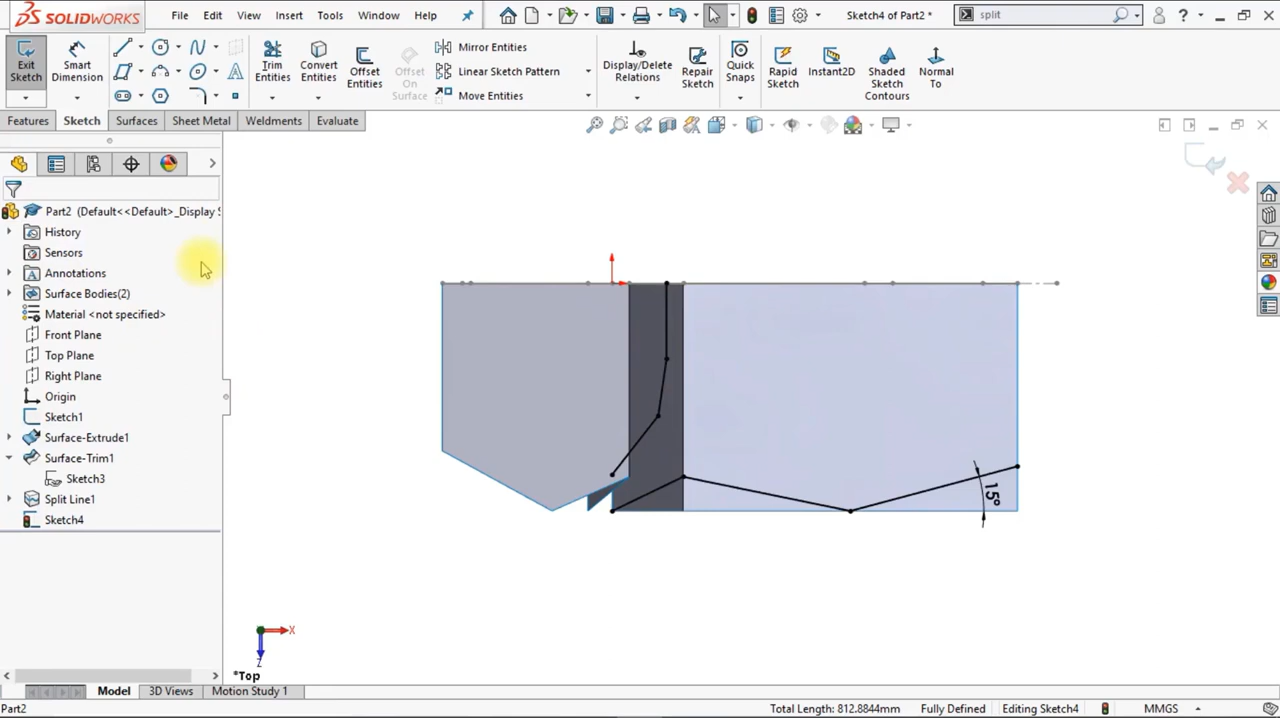 SOLIDWORKS File Edit View Insert Tools Window Help Sketch4 of Part2 * split ?
Exit Sketch
Smart Dimension
Trim Entities
Convert Entities
Offset Entities
Offset On Surface
Mirror Entities
Linear Sketch Pattern
Move Entities
Display/Delete Relations
Repair Sketch
Quick Snaps
Rapid Sketch
Instant2D
Shaded Sketch Contours
Normal To
Features Sketch Surfaces Sheet Metal Weldments Evaluate
Part2 (Default<<Default>_Display S
History
Sensors
Annotations
Surface Bodies(2)
Material <not specified>
Front Plane
Top Plane
Right Plane
Origin
Sketch1
Surface-Extrude1
Surface-Trim1
Sketch3
Split Line1
Sketch4
15°
X
Z
*Top
Model 3D Views Motion Study 1
Part2 Total Length: 812.8844mm Fully Defined Editing Sketch4 MMGS